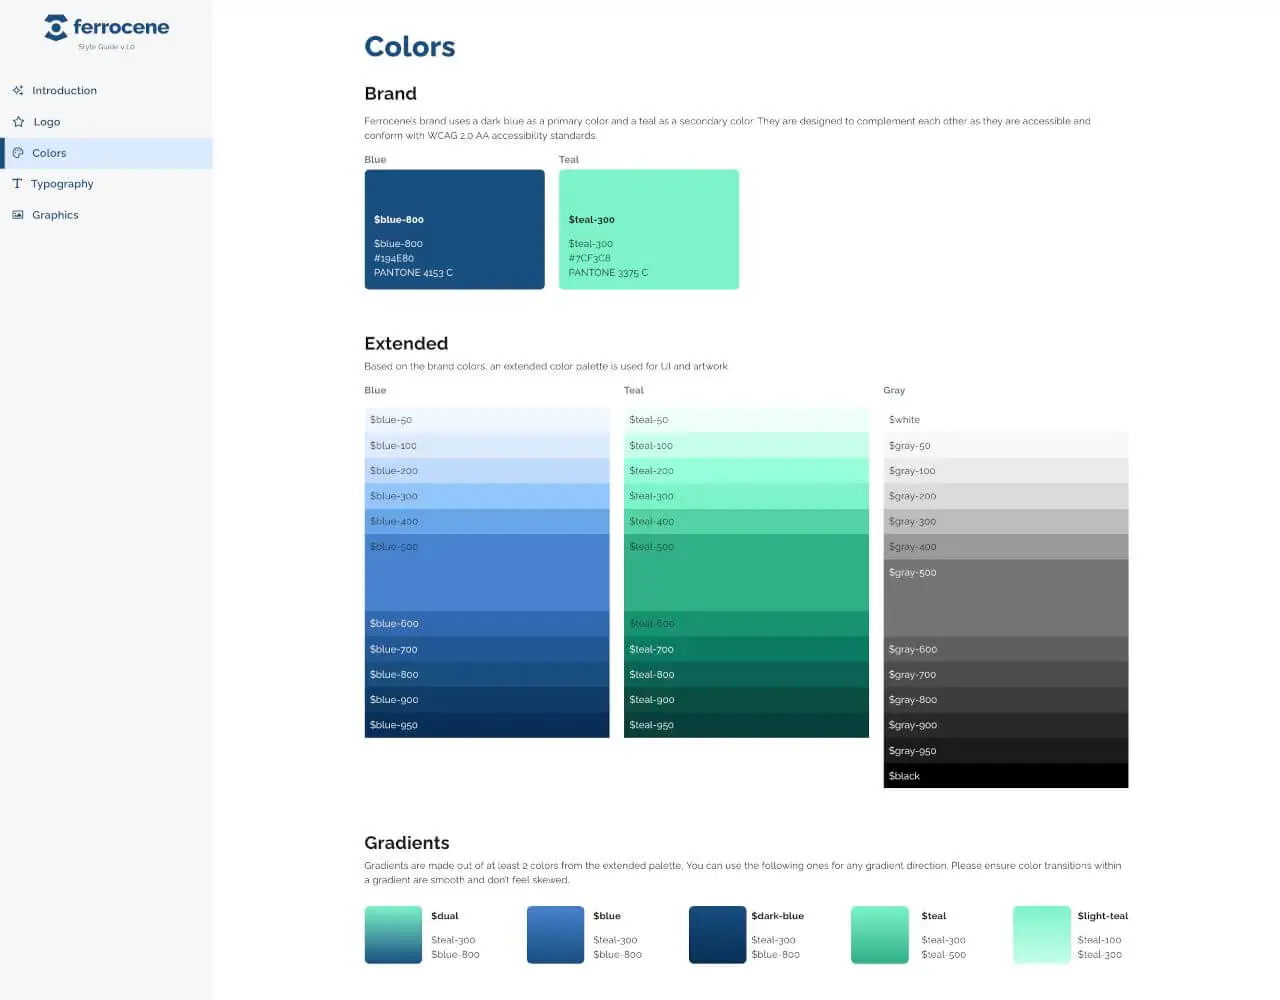 ferrocene
Style Guide v1.0
Introduction
Logo
Colors
Typography
Graphics
Colors
Brand
Ferrocene's brand uses a dark blue as a primary color and a teal as a secondary color. They are designed to complement each other as they are accessible and
conform with WCAG 2.0 AA accessibility standards.
Blue
$blue-800
$blue-800
#194E80
PANTONE 4153 C
Teal
$teal-300
$teal-300
#7CF3C8
PANTONE 3375 C
Extended
Based on the brand colors, an extended color palette is used for UI and artwork
Blue
$blue-50
$blue-100
$blue-200
$blue-300
$blue-400
$blue-500
$blue-600
$blue-700
$blue-800
$blue-900
$blue-950
Teal
$teal-50
$teal-100
$teal-200
$teal-300
$teal-400
$teal-500
$teal-600
$teal-700
$teal-800
$teal-900
$teal-950
Gray
$white
$gray-50
$gray-100
$gray-200
$gray-300
$gray-400
$gray-500
$gray-600
$gray-700
$gray-800
$gray-900
$gray-950
$black
Gradients
Gradients are made out of at least 2 colors from the extended palette. You can use the following ones for any gradient direction. Please ensure color transitions within
a gradient are smooth and don't feel skewed.
$dual
$teal-300
$blue-800
$blue
$teal-300
$blue-800
$dark-blue
$teal-300
$blue-800
$teal
$teal-300
$teal-500
$light-teal
$teal-100
$teal-300